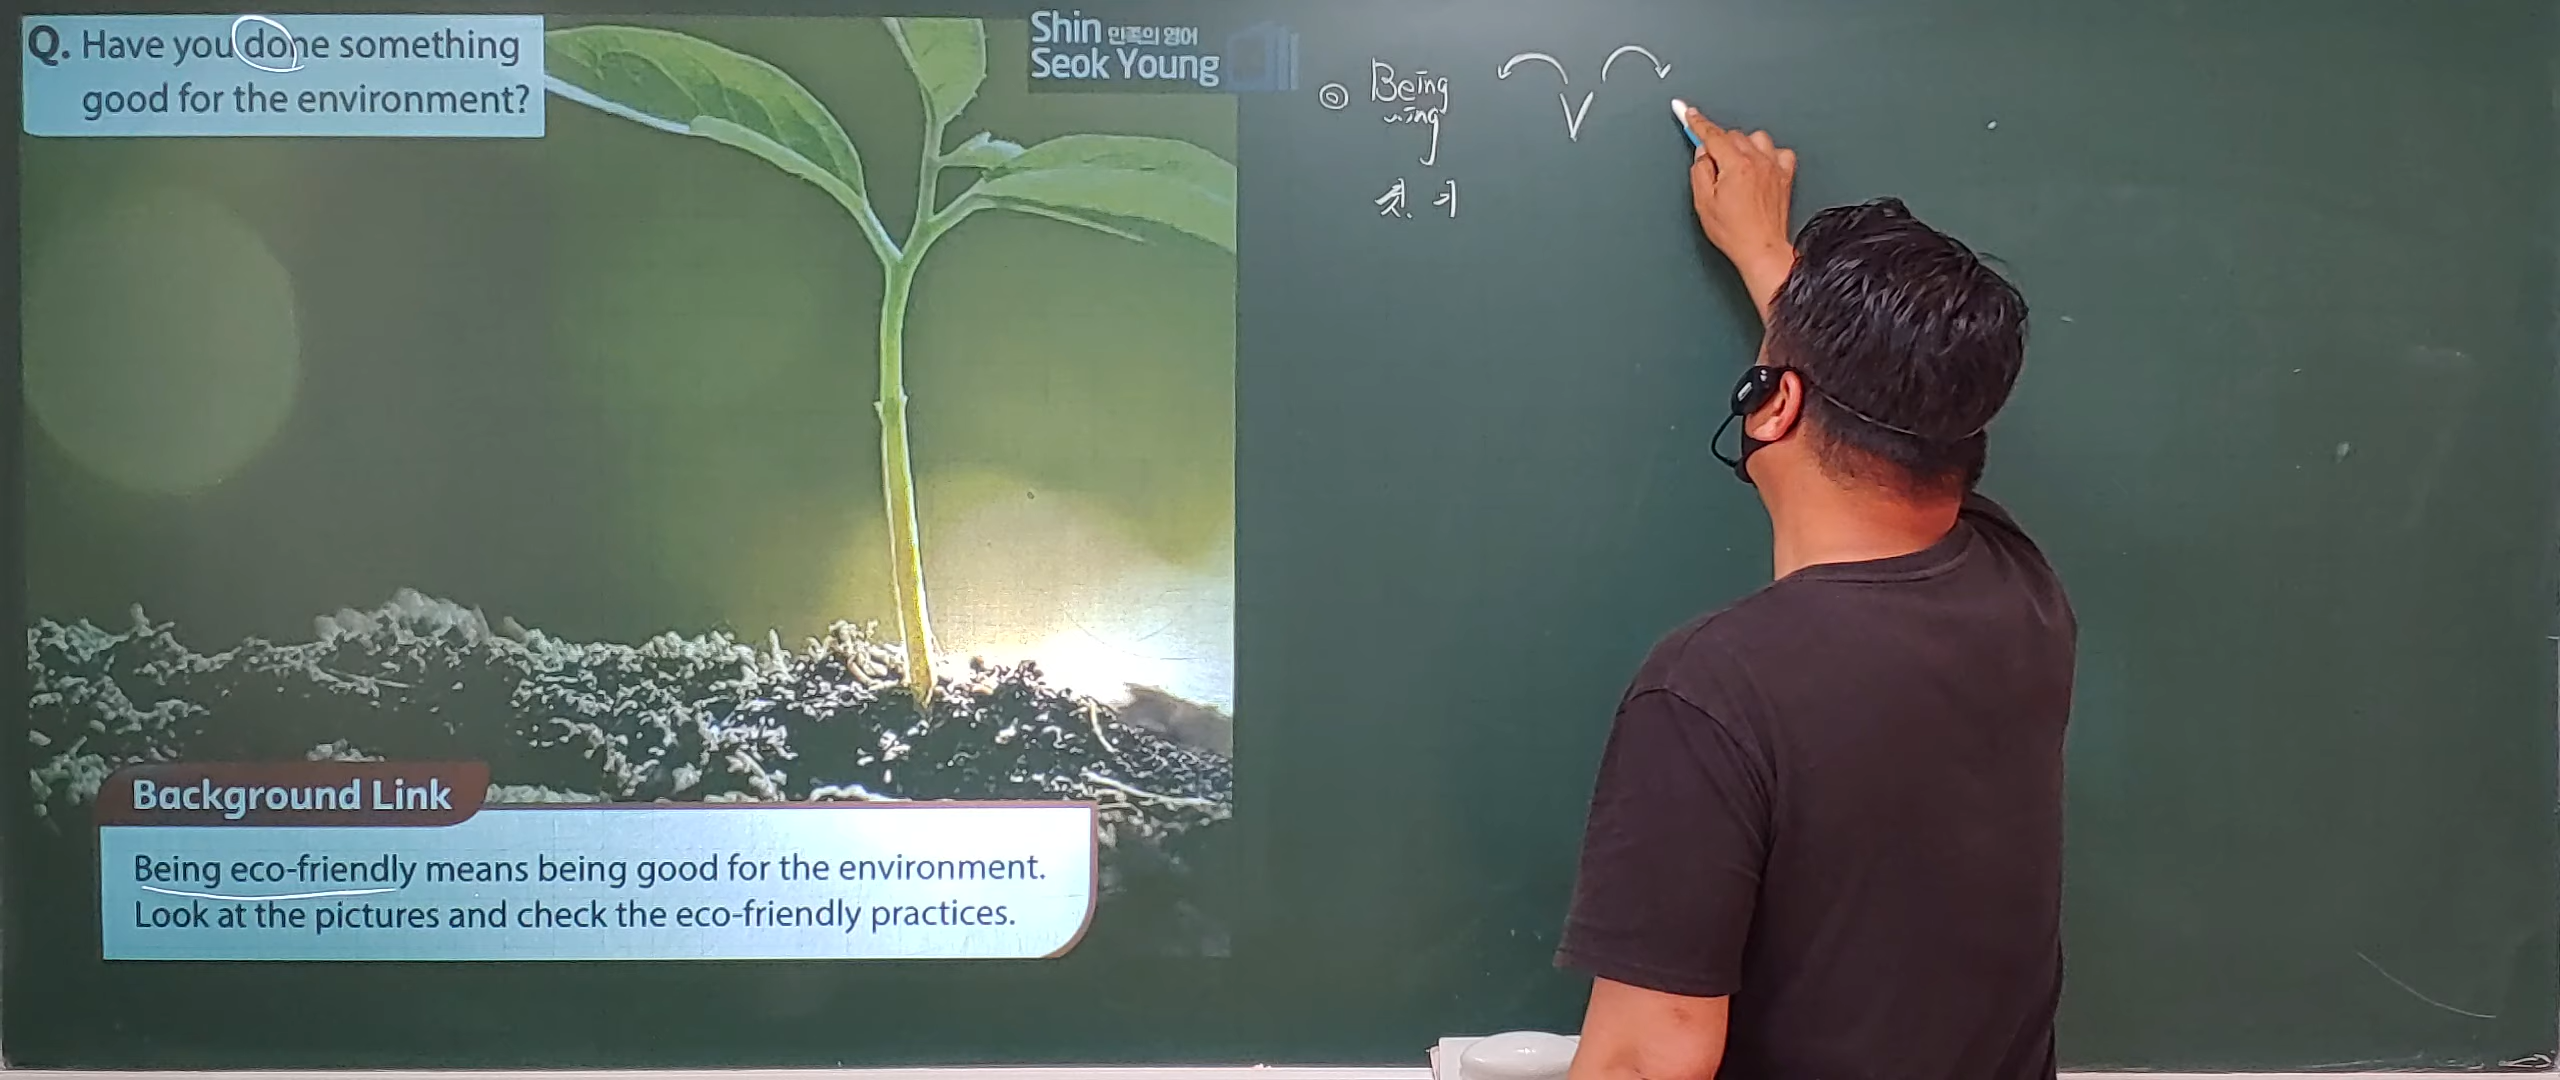 Q. Have you done something
good for the environment?
Shin 민족의 영어
Seok Young
◎ Being
~ing
것, 기
V
Background Link
Being eco-friendly means being good for the environment.
Look at the pictures and check the eco-friendly practices.